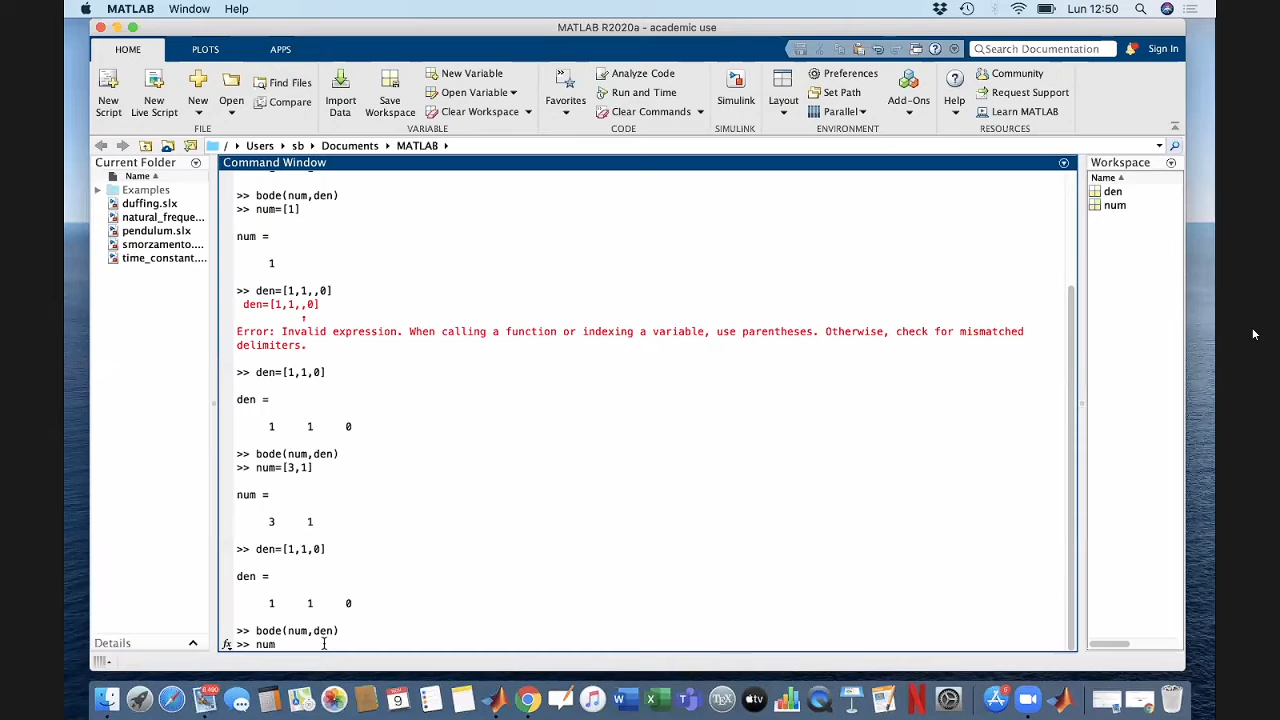 MATLAB Window Help Lun 12:50
MATLAB R2020a - academic use
HOME PLOTS APPS Search Documentation Sign In
New Script New Live Script New Open Find Files Compare
Import Data Save Workspace New Variable Open Variable Clear Workspace
Favorites Analyze Code Run and Time Clear Commands
Simulink Layout Preferences Set Path Parallel Add-Ons
Help Community Request Support Learn MATLAB
FILE VARIABLE CODE SIMULINK ENVIRONMENT RESOURCES
/ Users sb Documents MATLAB
Current Folder
Name
Examples
duffing.slx
natural_freque...
pendulum.slx
smorzamento....
time_constant....
Details
Command Window
>> bode(num,den)
>> num=[1]
num =
1
>> den=[1,1,,0]
den=[1,1,,0]
↑
Error: Invalid expression. When calling a function or indexing a variable, use parentheses. Otherwise, check for mismatched
delimiters.
>> den=[1,1,0]
den =
1 1 0
>> bode(num,den)
>> num=[3,1]
num =
3 1
>> den=[1,1,0]
den =
1 1 0
>> bode(num,den)
>> num
Workspace
Name
den
num